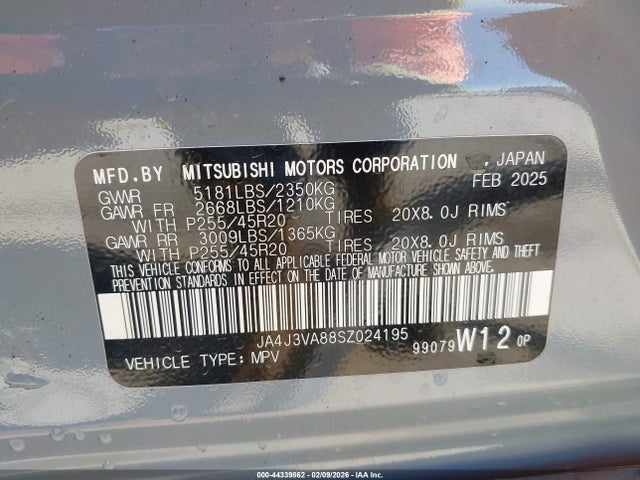 MFD.BY MITSUBISHI MOTORS CORPORATION . JAPAN
GVWR 5181LBS/2350KG FEB 2025
GAWR FR 2668LBS/1210KG
WITH P255/45R20 TIRES 20X8.0J RIMS
GAWR RR 3009LBS/1365KG
WITH P255/45R20 TIRES 20X8.0J RIMS
THIS VEHICLE CONFORMS TO ALL APPLICABLE FEDERAL MOTOR VEHICLE SAFETY AND THEFT
PREVENTION STANDARDS IN EFFECT ON THE DATE OF MANUFACTURE SHOWN ABOVE.
JA4J3VA88SZ024195
VEHICLE TYPE: MPV 99079 W12 0P
000-44339862 - 02/09/2026 - IAA Inc.